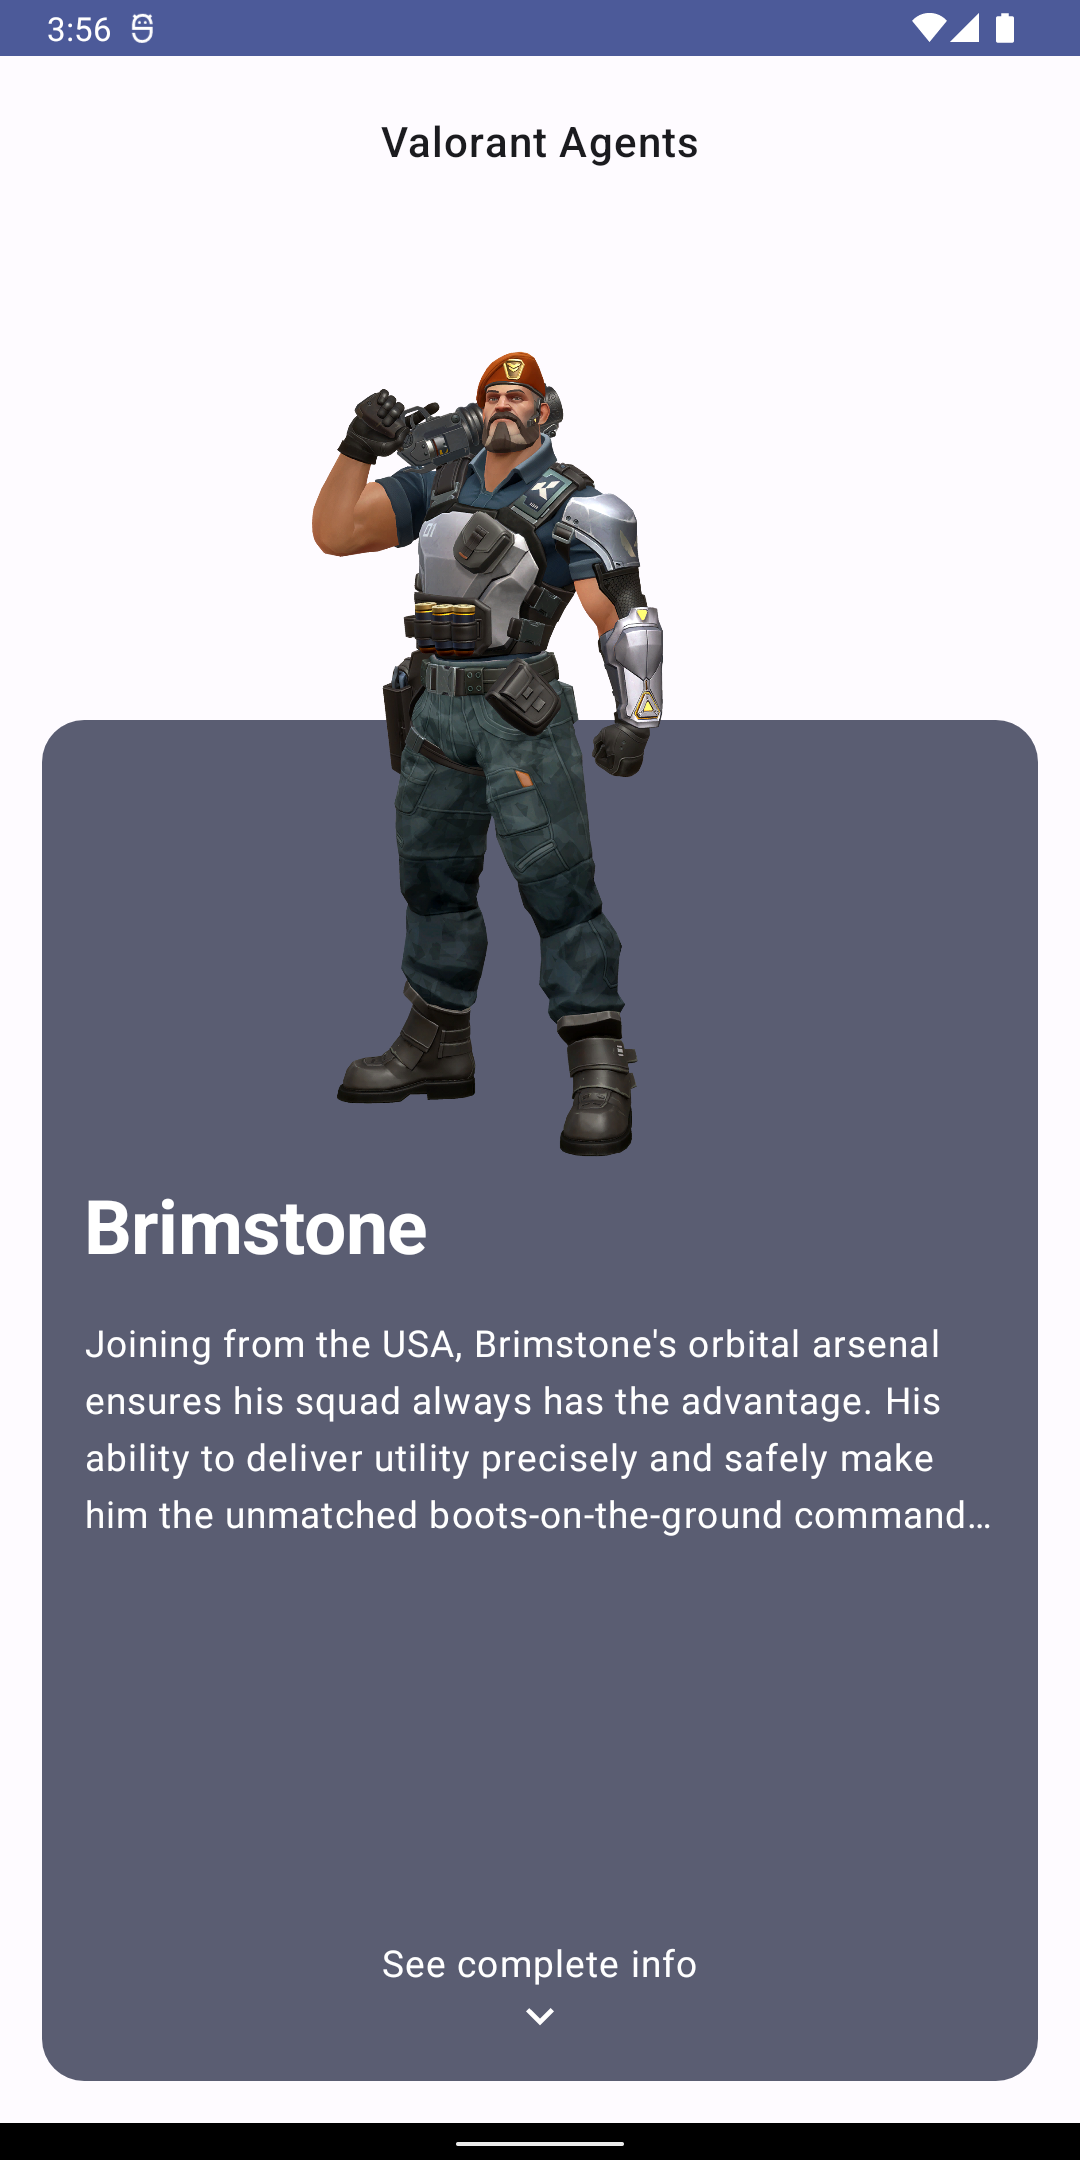 3:56
Valorant Agents
Brimstone
Joining from the USA, Brimstone's orbital arsenal
ensures his squad always has the advantage. His
ability to deliver utility precisely and safely make
him the unmatched boots-on-the-ground command…
See complete info